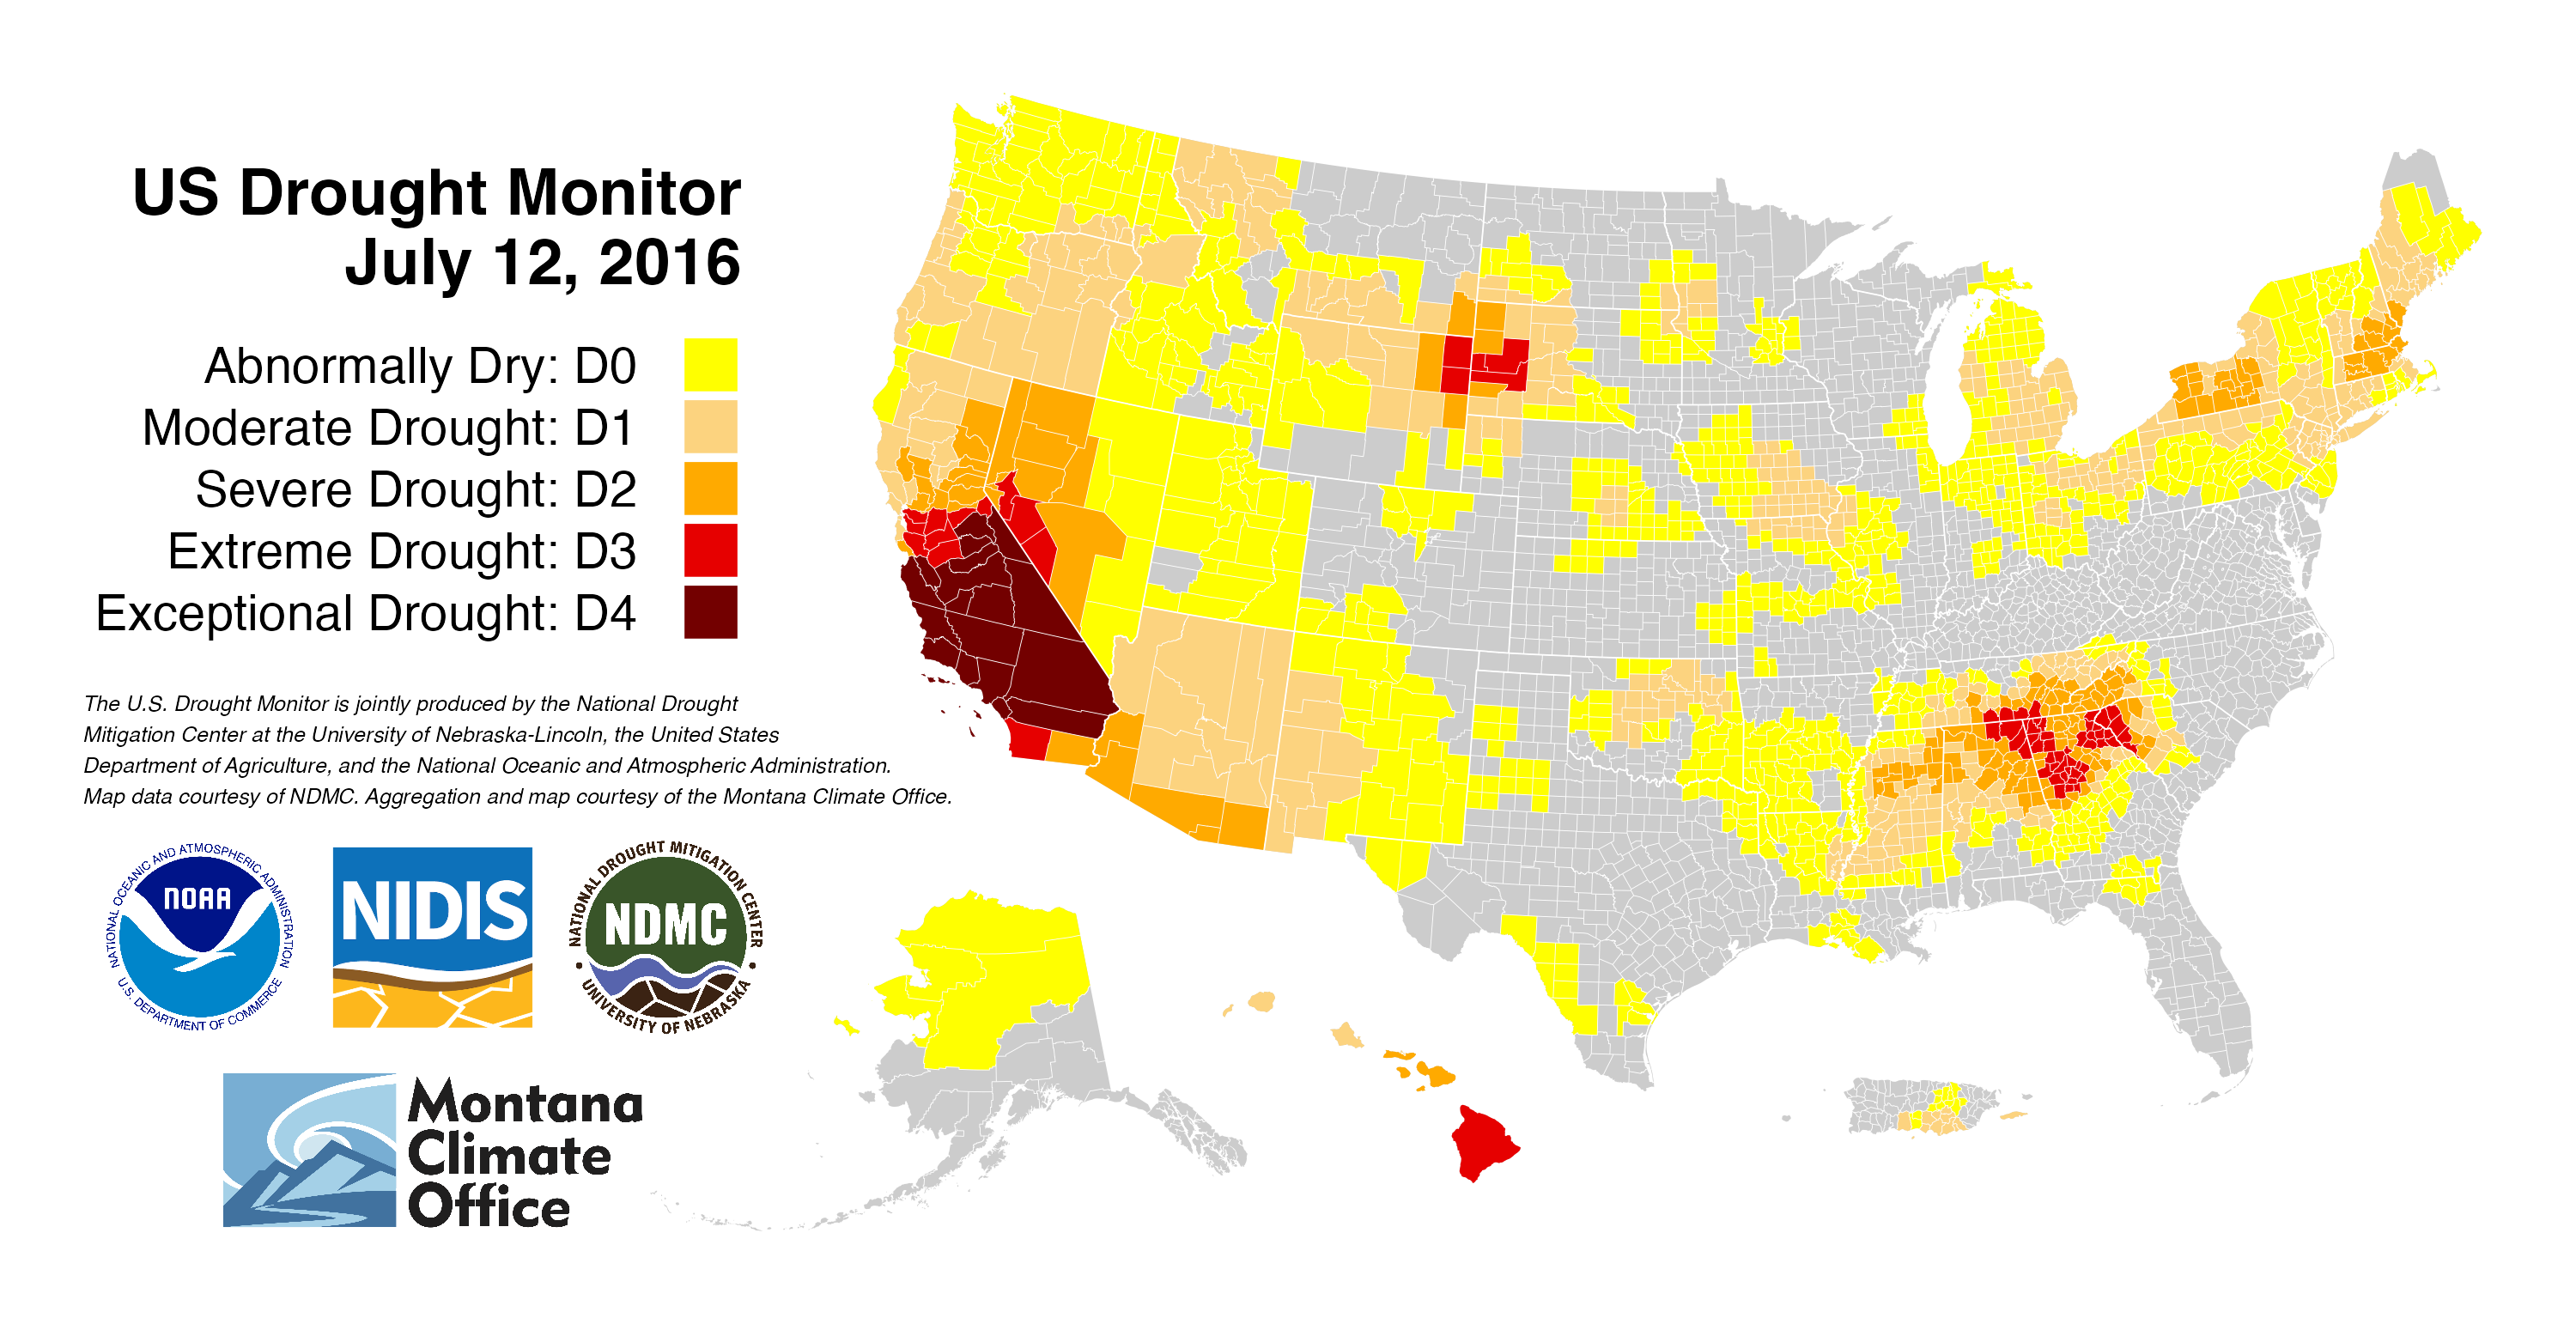 US Drought Monitor
July 12, 2016
Abnormally Dry: D0
Moderate Drought: D1
Severe Drought: D2
Extreme Drought: D3
Exceptional Drought: D4
The U.S. Drought Monitor is jointly produced by the National Drought
Mitigation Center at the University of Nebraska-Lincoln, the United States
Department of Agriculture, and the National Oceanic and Atmospheric Administration.
Map data courtesy of NDMC. Aggregation and map courtesy of the Montana Climate Office.
NATIONAL OCEANIC AND ATMOSPHERIC ADMINISTRATION
NOAA
U.S. DEPARTMENT OF COMMERCE
NIDIS
NATIONAL DROUGHT MITIGATION CENTER
NDMC
UNIVERSITY OF NEBRASKA
Montana
Climate
Office